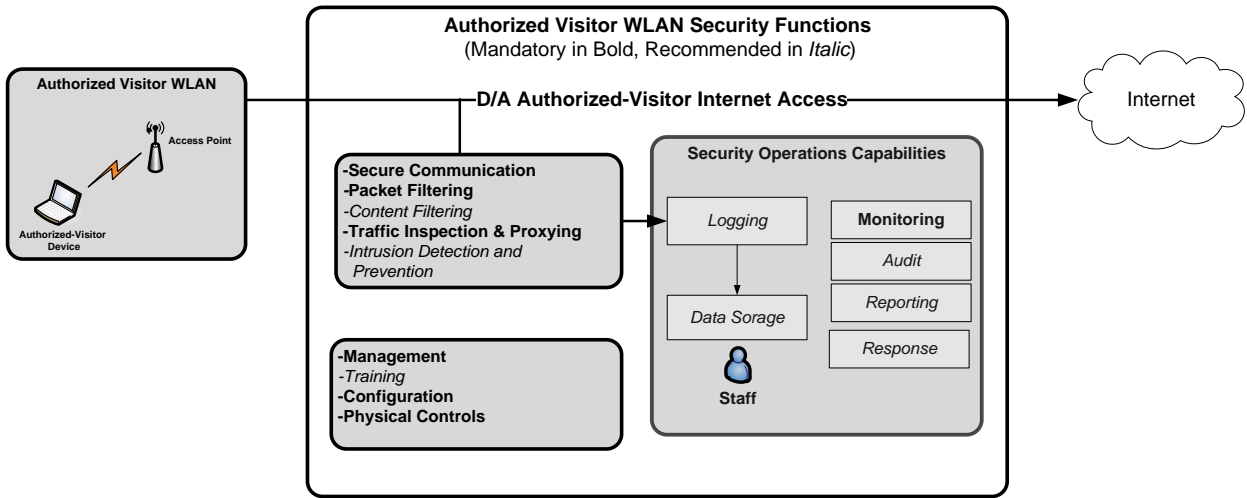 Authorized Visitor WLAN Security Functions
(Mandatory in Bold, Recommended in Italic)
Authorized Visitor WLAN
Access Point
Authorized-Visitor
Device
D/A Authorized-Visitor Internet Access
Internet
-Secure Communication
-Packet Filtering
-Content Filtering
-Traffic Inspection & Proxying
-Intrusion Detection and
Prevention
-Management
-Training
-Configuration
-Physical Controls
Security Operations Capabilities
Logging
Data Sorage
Staff
Monitoring
Audit
Reporting
Response